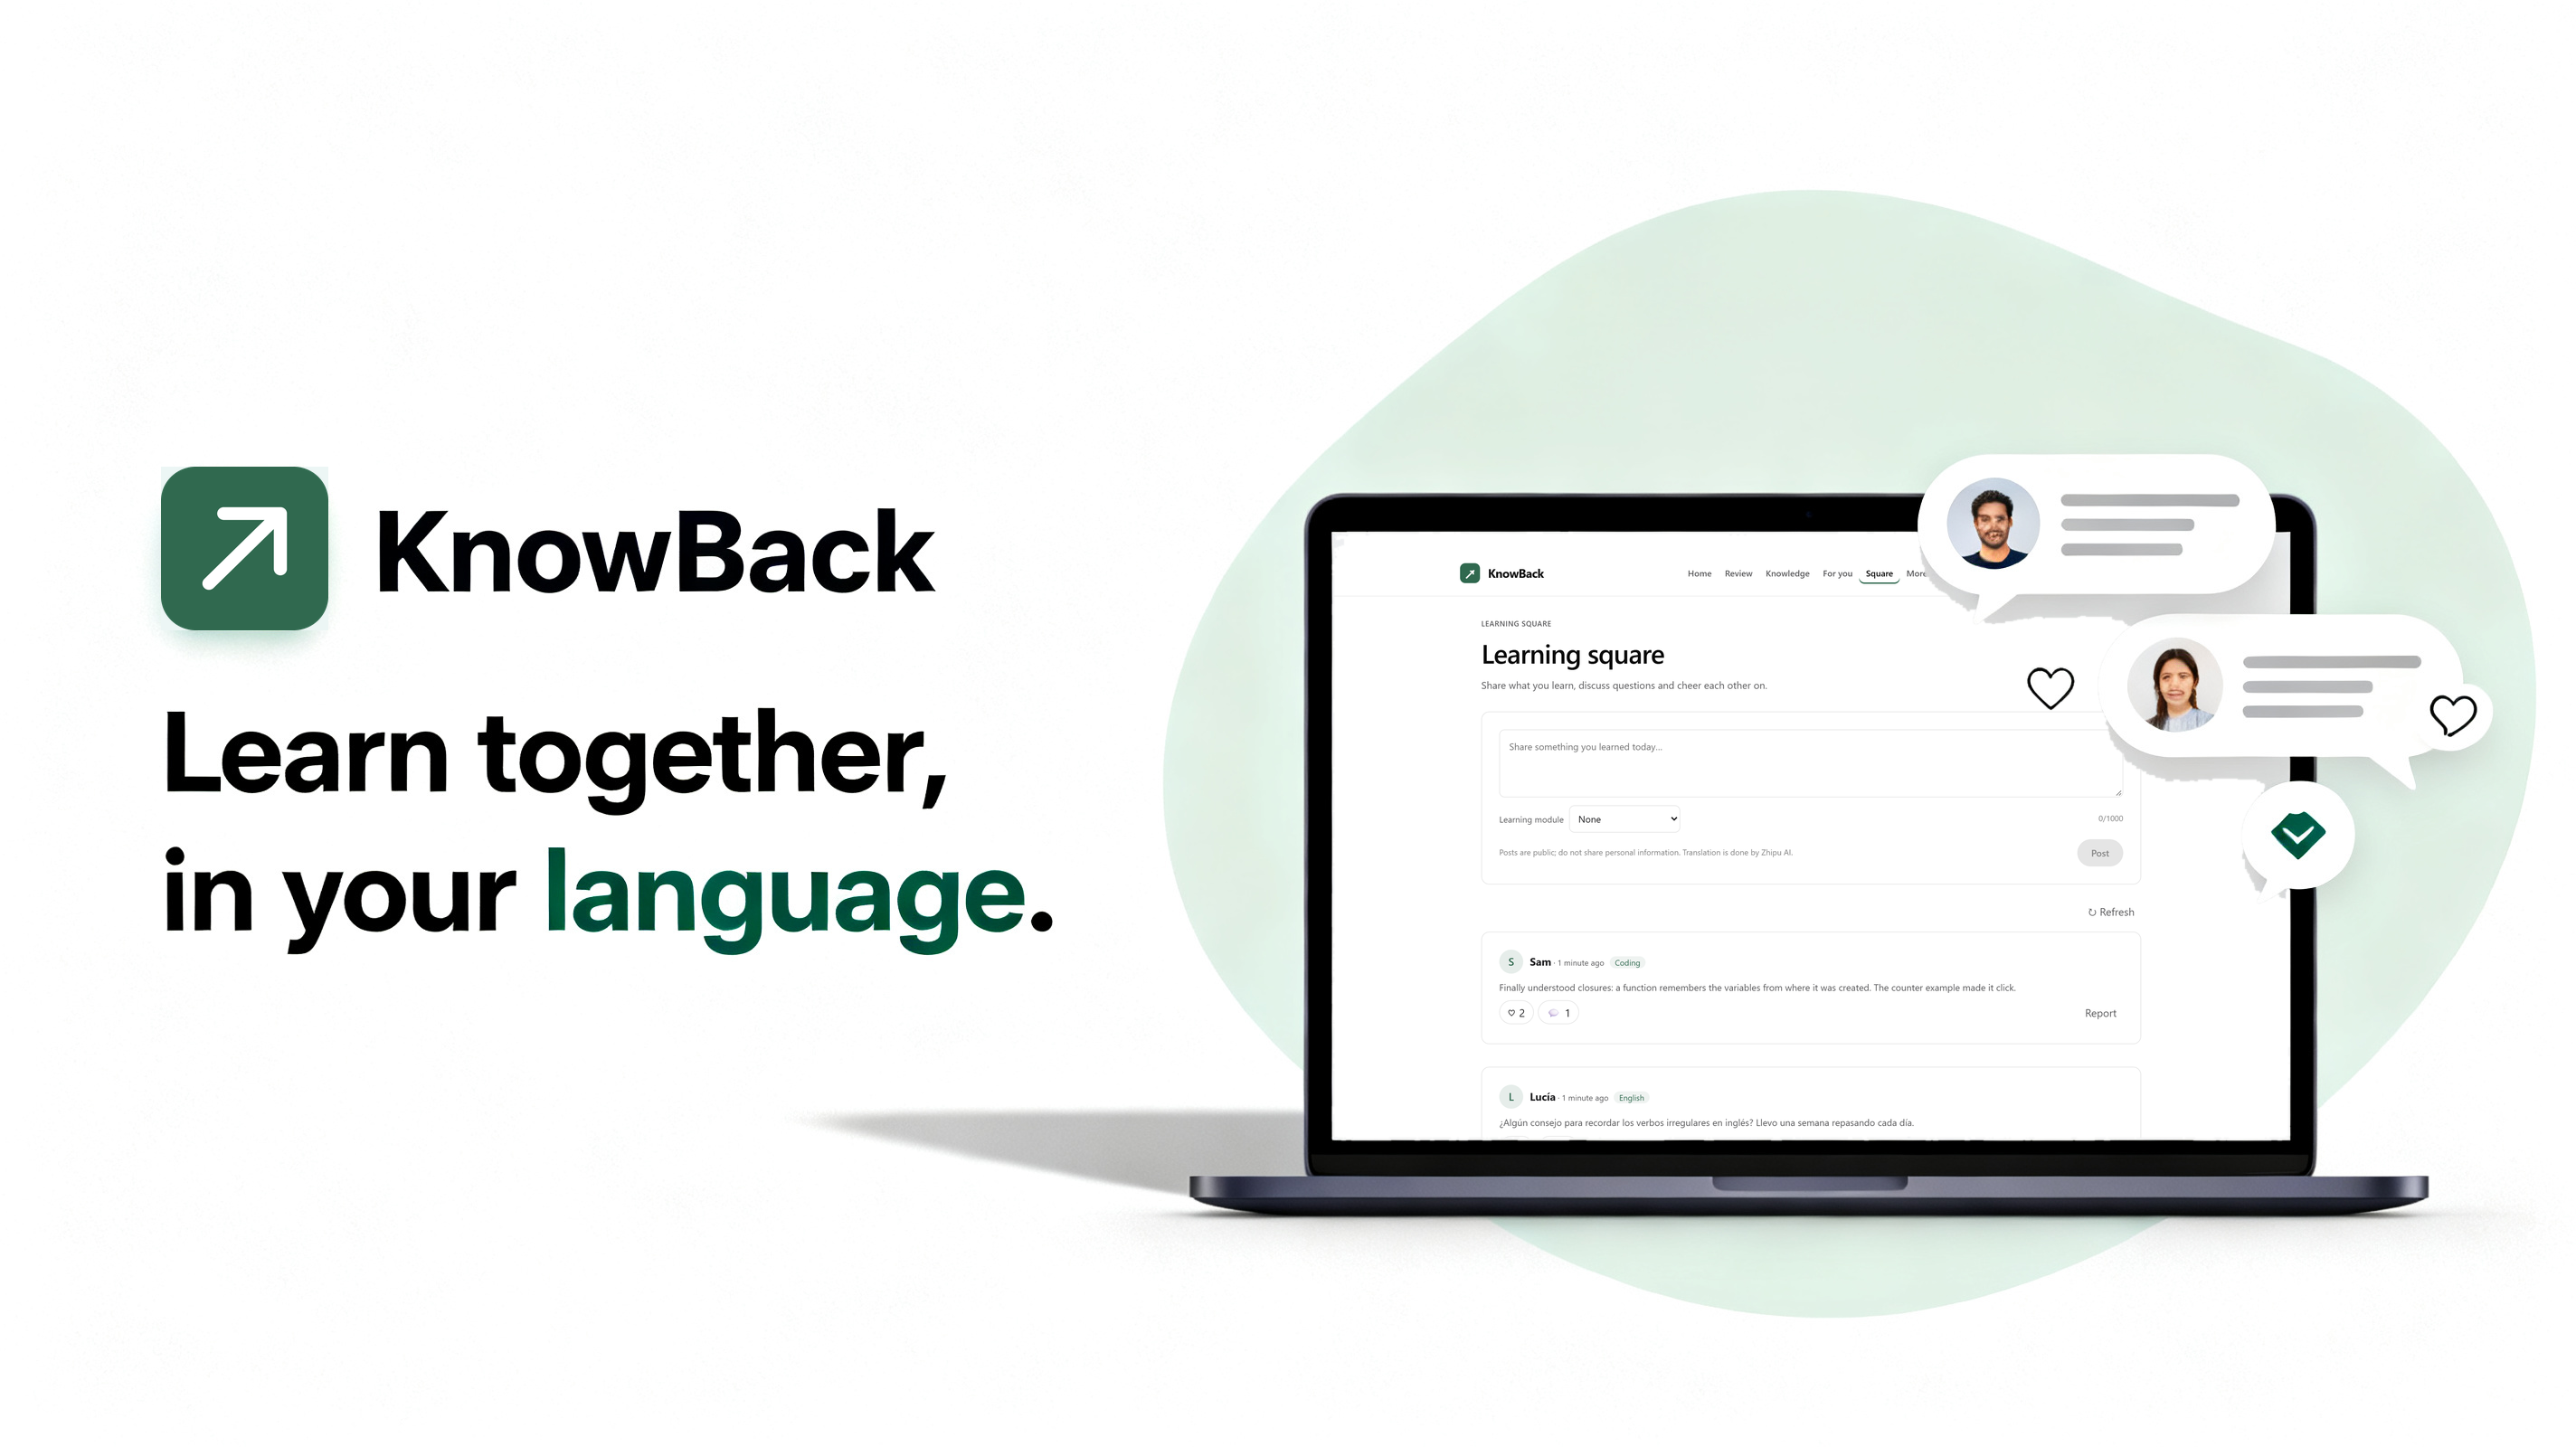 KnowBack
Learn together,
in your language.
KnowBack
Home Review Knowledge For you Square More
LEARNING SQUARE
Learning square
Share what you learn, discuss questions and cheer each other on.
Share something you learned today...
Learning module None 0/1000
Posts are public; do not share personal information. Translation is done by Zhipu AI.
Post
↻ Refresh
S Sam · 1 minute ago Coding
Finally understood closures: a function remembers the variables from where it was created. The counter example made it click.
♡ 2 💬 1 Report
L Lucía · 1 minute ago English
¿Algún consejo para recordar los verbos irregulares en inglés? Llevo una semana repasando cada día.